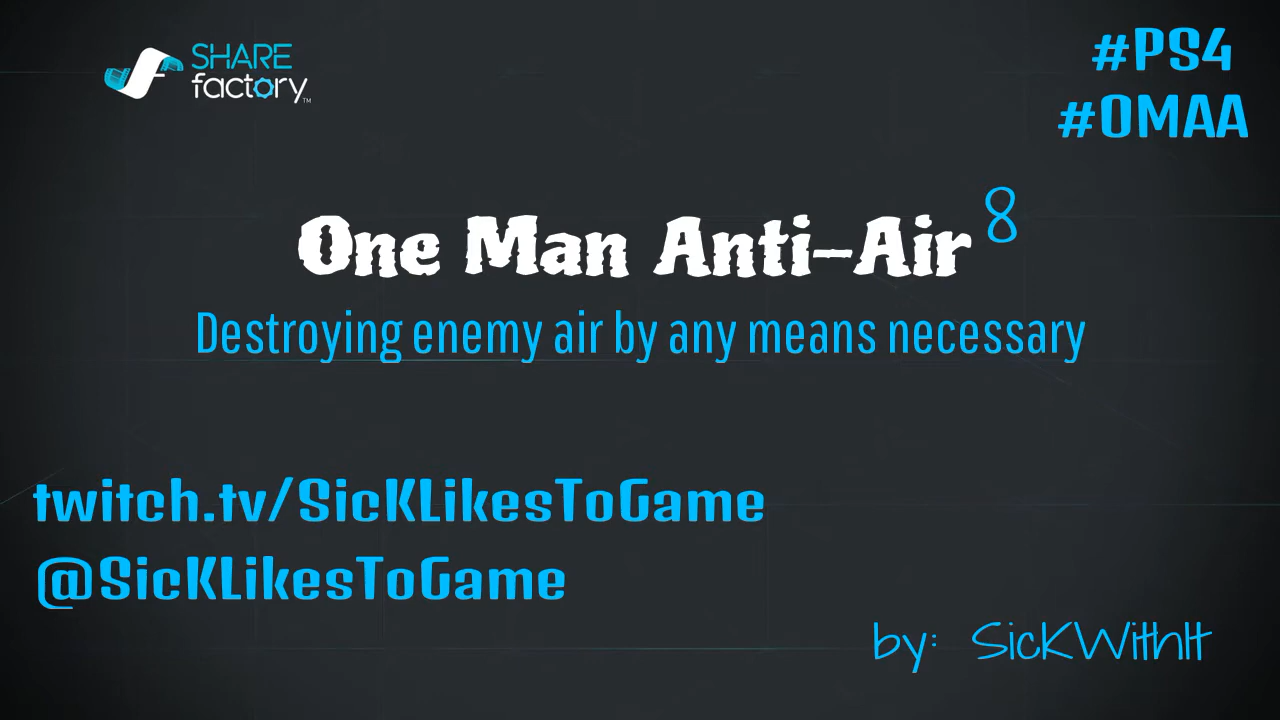 SHARE
factory™
#PS4
#OMAA
One Man Anti-Air 8
Destroying enemy air by any means necessary
twitch.tv/SicKLikesToGame
@SicKLikesToGame
by: SicKWithIt